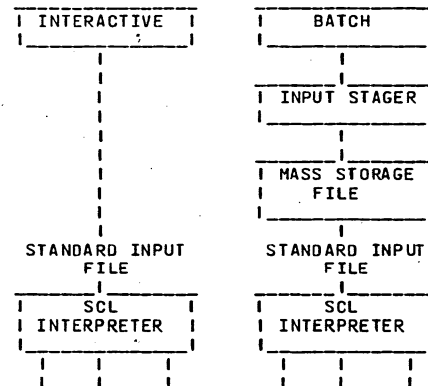 INTERACTIVE
BATCH
INPUT STAGER
MASS STORAGE
FILE
STANDARD INPUT
FILE
STANDARD INPUT
FILE
SCL
INTERPRETER
SCL
INTERPRETER